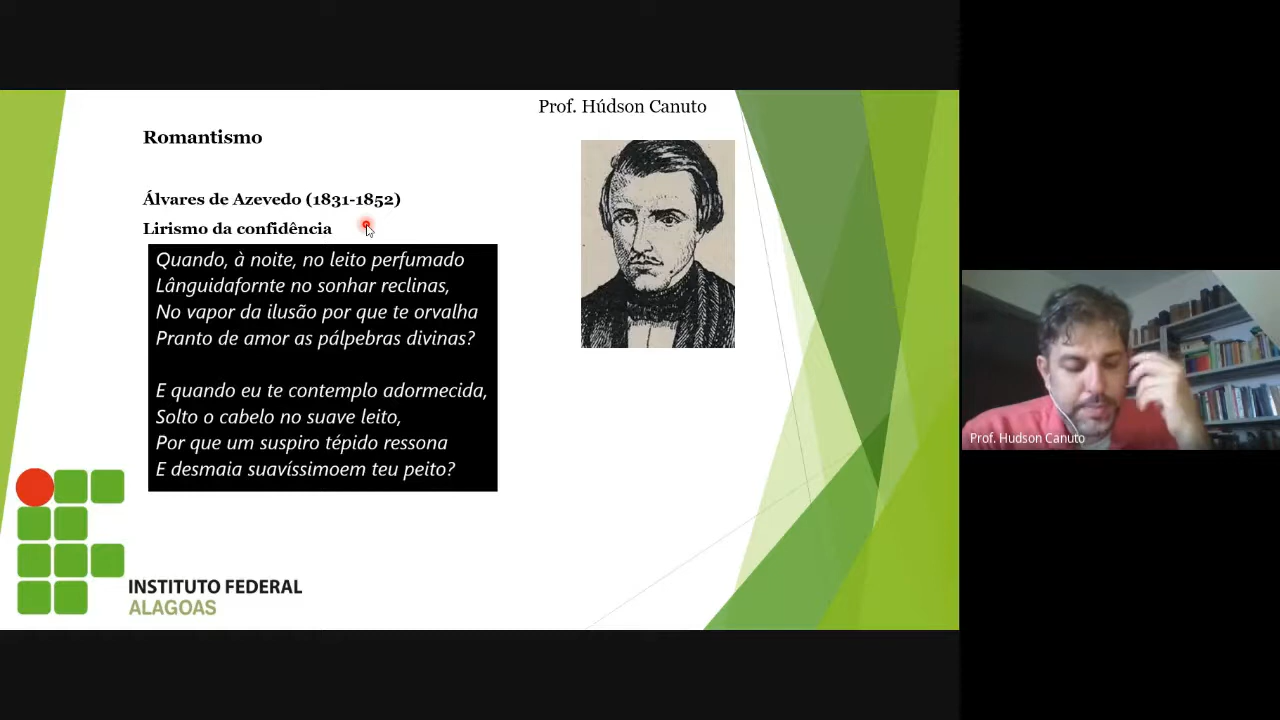 Prof. Húdson Canuto
Romantismo
Álvares de Azevedo (1831-1852)
Lirismo da confidência
Quando, à noite, no leito perfumado
Lânguidafornte no sonhar reclinas,
No vapor da ilusão por que te orvalha
Pranto de amor as pálpebras divinas?
E quando eu te contemplo adormecida,
Solto o cabelo no suave leito,
Por que um suspiro tépido ressona
E desmaia suavíssimoem teu peito?
INSTITUTO FEDERAL
ALAGOAS
Prof. Hudson Canuto